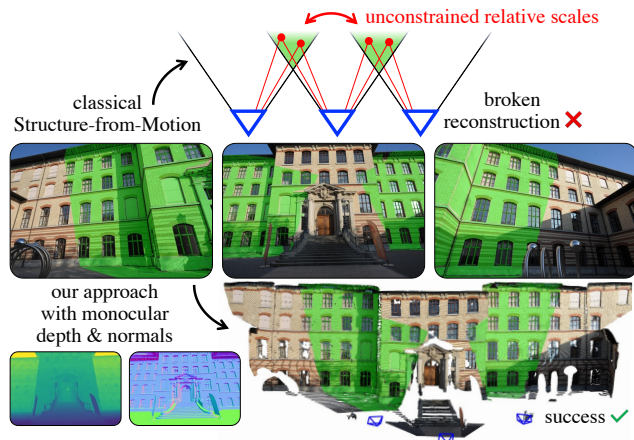 unconstrained relative scales
classical
Structure-from-Motion
broken
reconstruction
our approach
with monocular
depth & normals
success